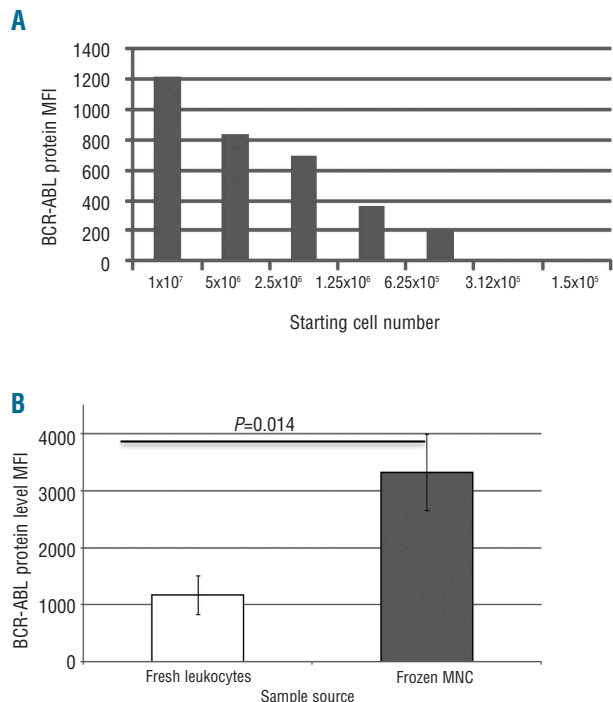 A
BCR-ABL protein MFI
1400
1200
1000
800
600
400
200
0
1x10⁷ 5x10⁶ 2.5x10⁶ 1.25x10⁶ 6.25x10⁵ 3.12x10⁵ 1.5x10⁵
Starting cell number
B
BCR-ABL protein level MFI
P=0.014
4000
3000
2000
1000
0
Fresh leukocytes Frozen MNC
Sample source